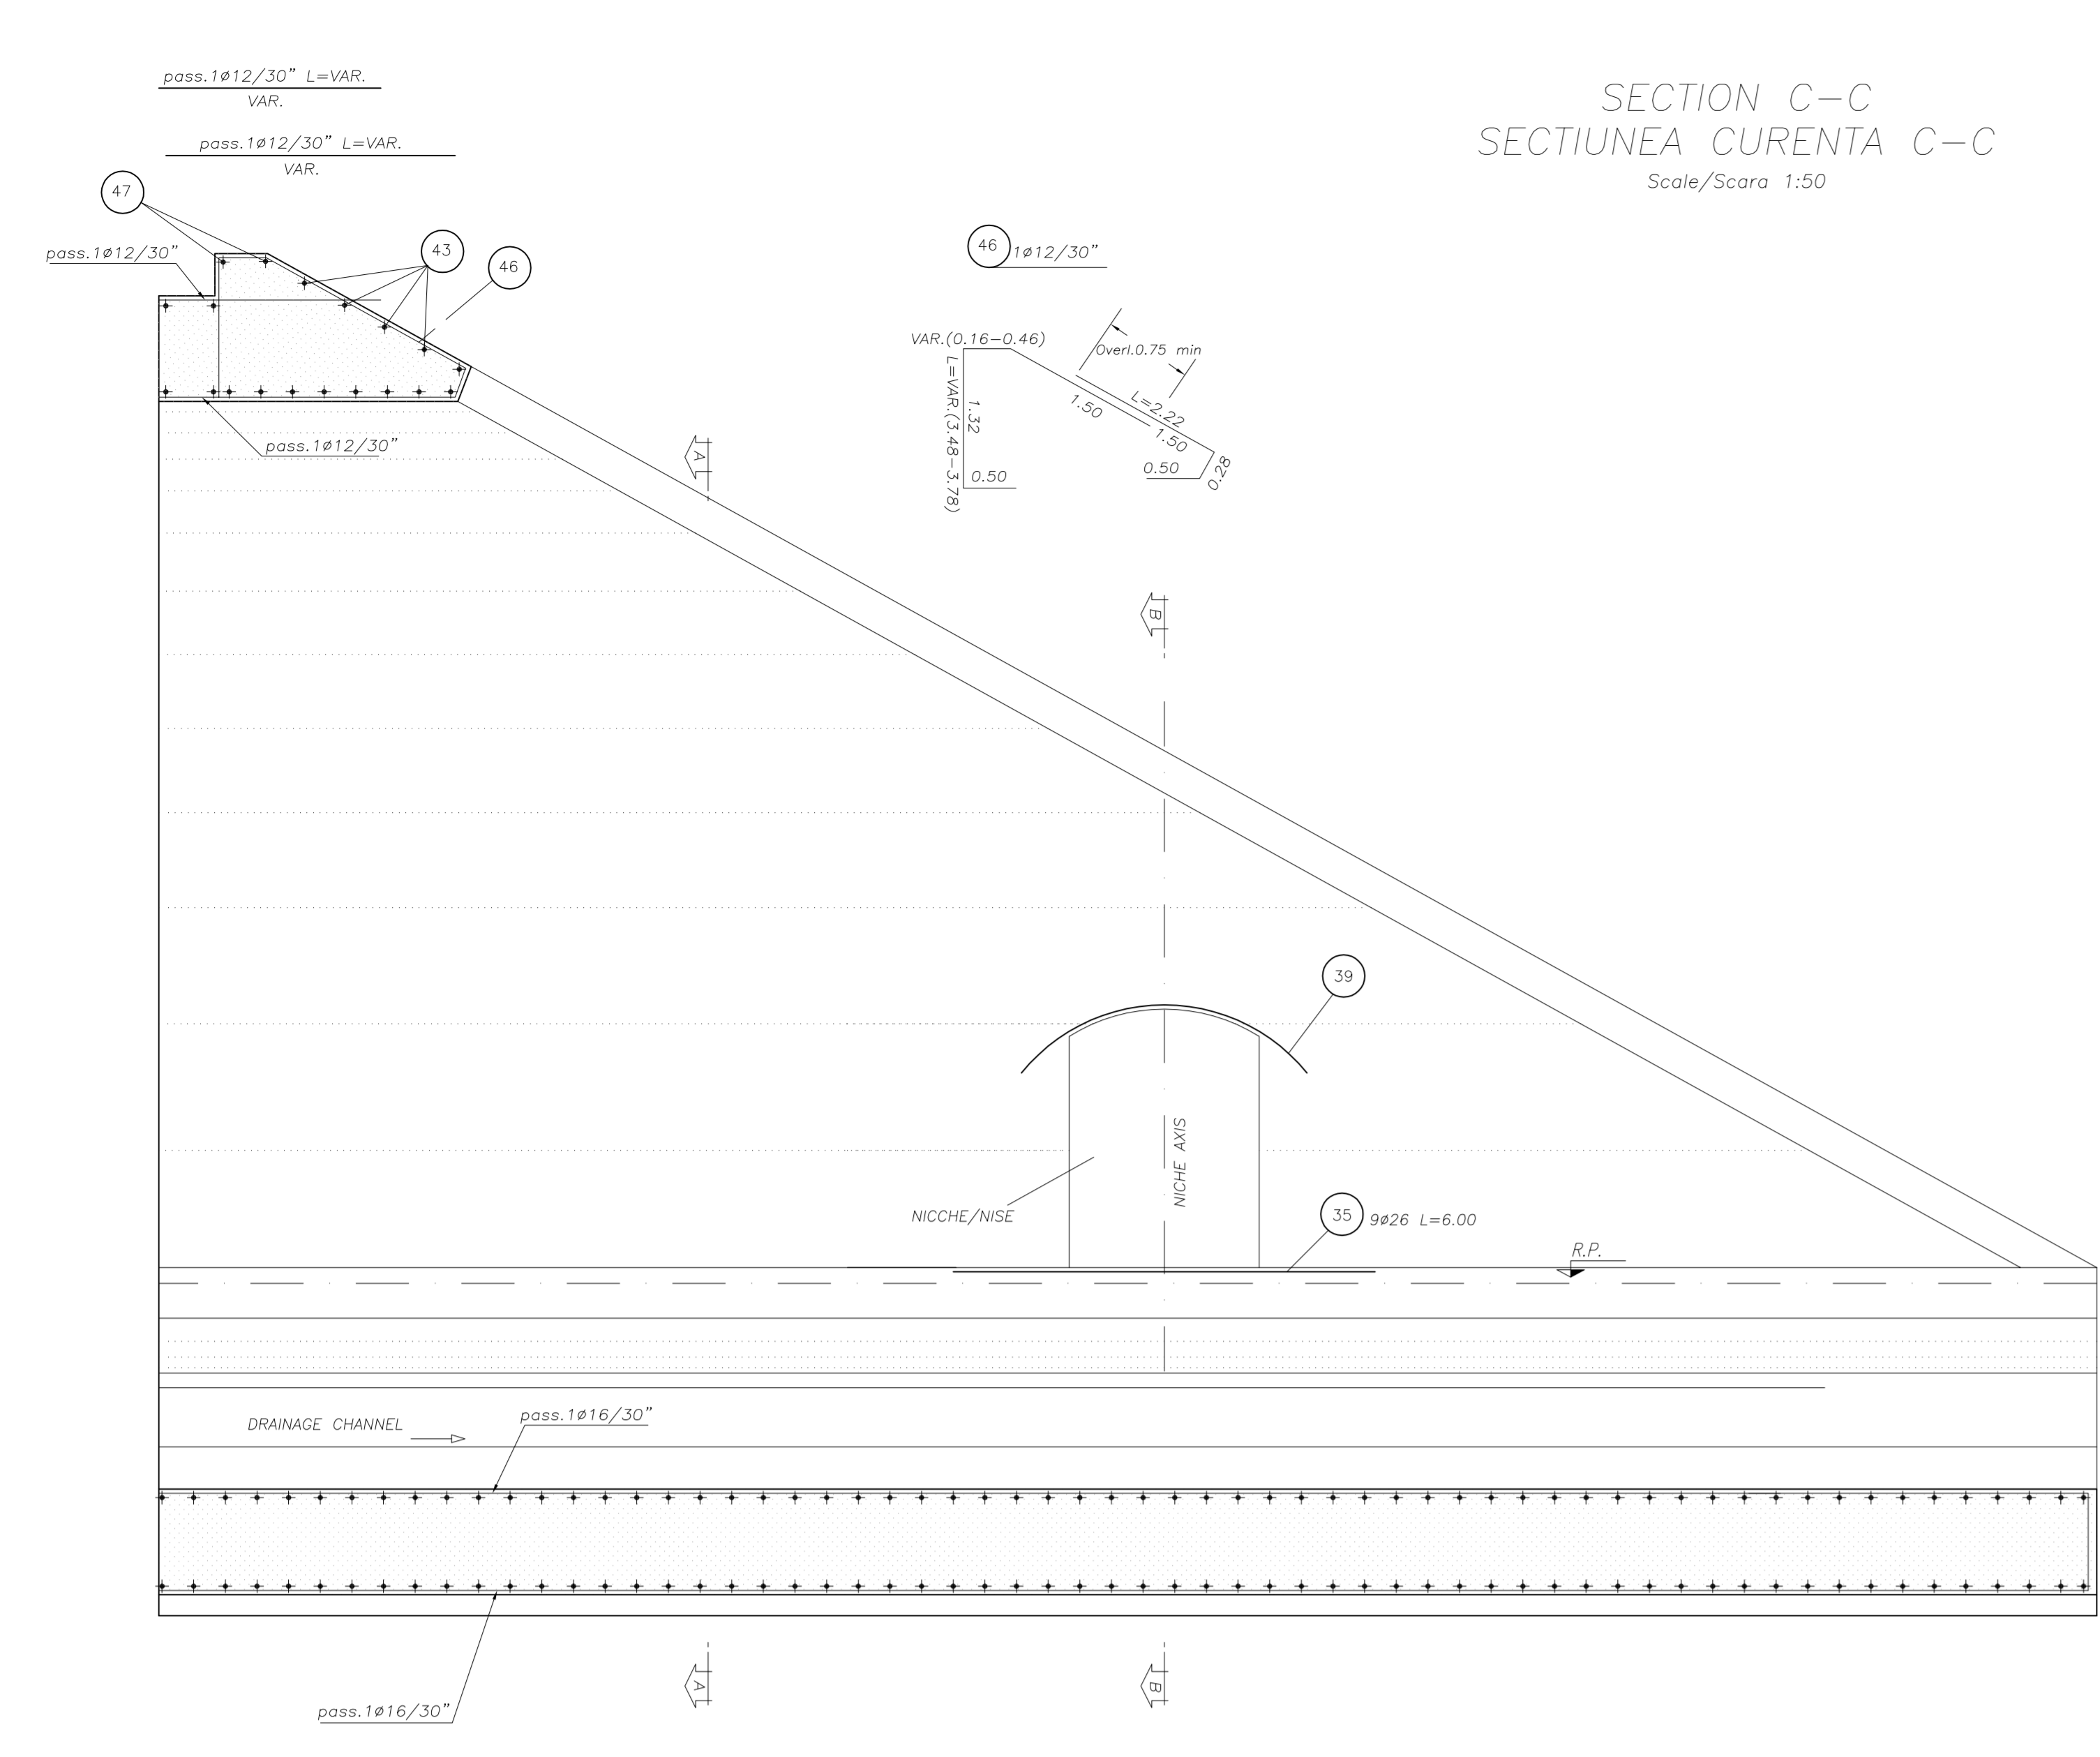 SECTION C-C
SECTIUNEA CURENTA C-C
Scale/Scara 1:50
pass.1ø12/30" L=VAR.
VAR.
pass.1ø12/30" L=VAR.
VAR.
47
pass.1ø12/30"
43
46
pass.1ø12/30"
46
1ø12/30"
VAR.(0.16-0.46)
L=VAR.(3.48-3.78)
1.32
0.50
Overl.0.75 min
1.50
L=2.22
1.50
0.50
0.28
A
B
39
NICHE AXIS
NICCHE/NISE
35
9ø26 L=6.00
R.P.
DRAINAGE CHANNEL
pass.1ø16/30"
pass.1ø16/30"
A
B